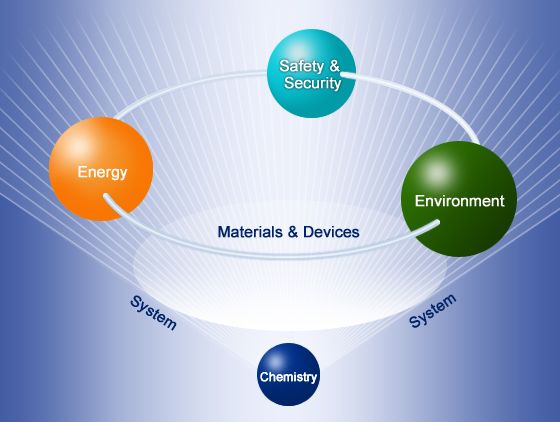 Safety &
Security
Energy
Environment
Materials & Devices
System
System
Chemistry